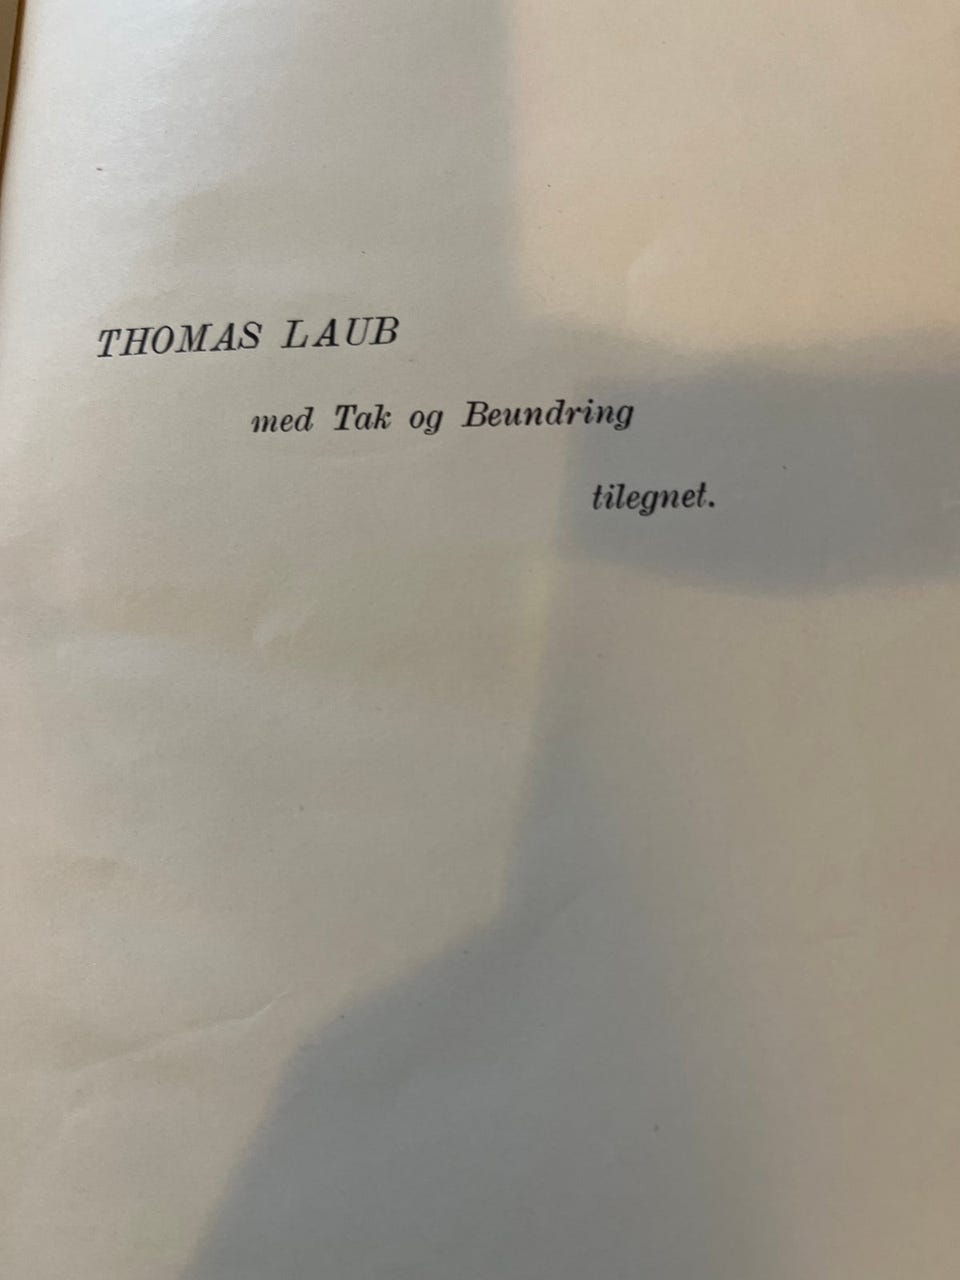 THOMAS LAUB
med Tak og Beundring
tilegnet.